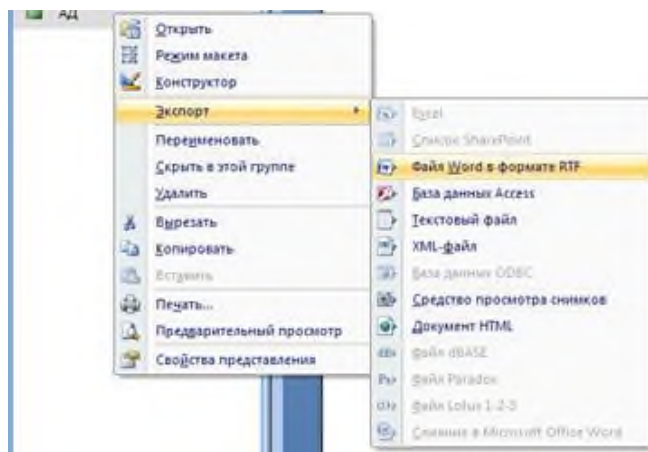 АД
Открыть
Режим макета
Конструктор
Экспорт
Переименовать
Скрыть в этой группе
Удалить
Вырезать
Копировать
Вставить
Печать...
Предварительный просмотр
Свойства представления
Excel
Список SharePoint
Файл Word в формате RTF
База данных Access
Текстовый файл
XML-файл
База данных ODBC
Средство просмотра снимков
Документ HTML
Файл dBASE
Файл Paradox
Файл Lotus 1-2-3
Слияние с Microsoft Office Word